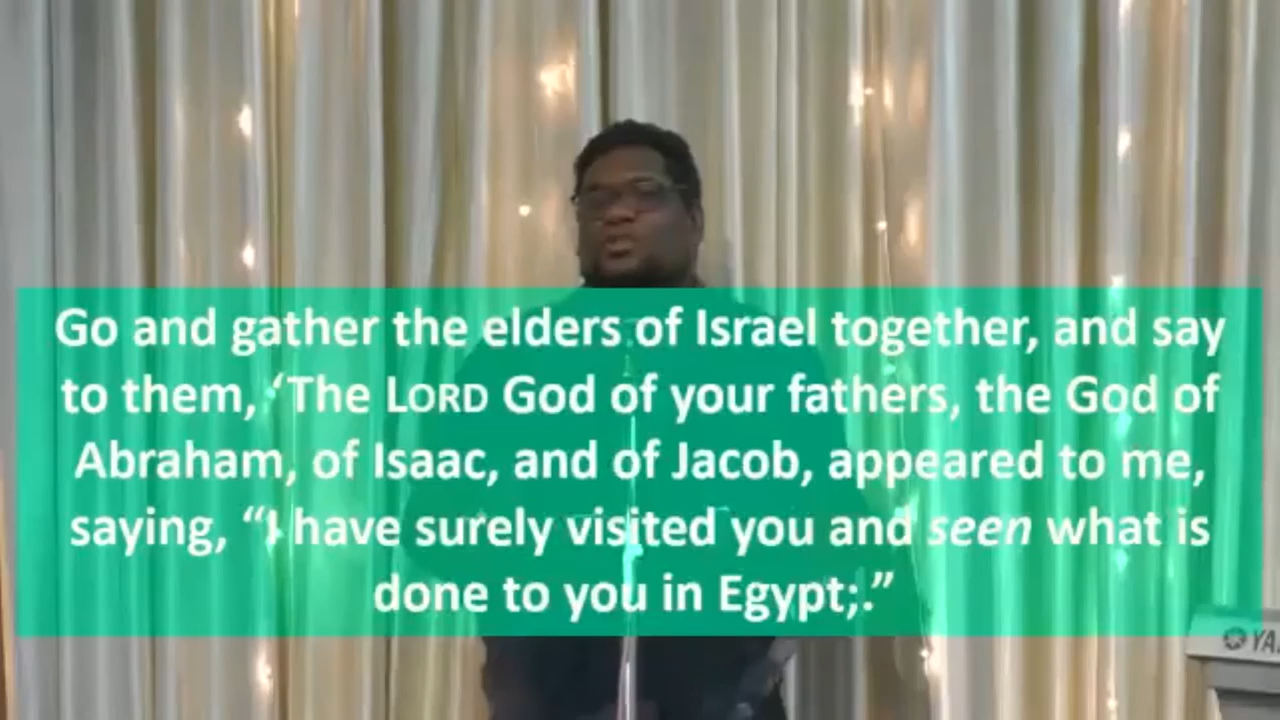 Go and gather the elders of Israel together, and say
to them, ‘The LORD God of your fathers, the God of
Abraham, of Isaac, and of Jacob, appeared to me,
saying, “I have surely visited you and seen what is
done to you in Egypt;.”